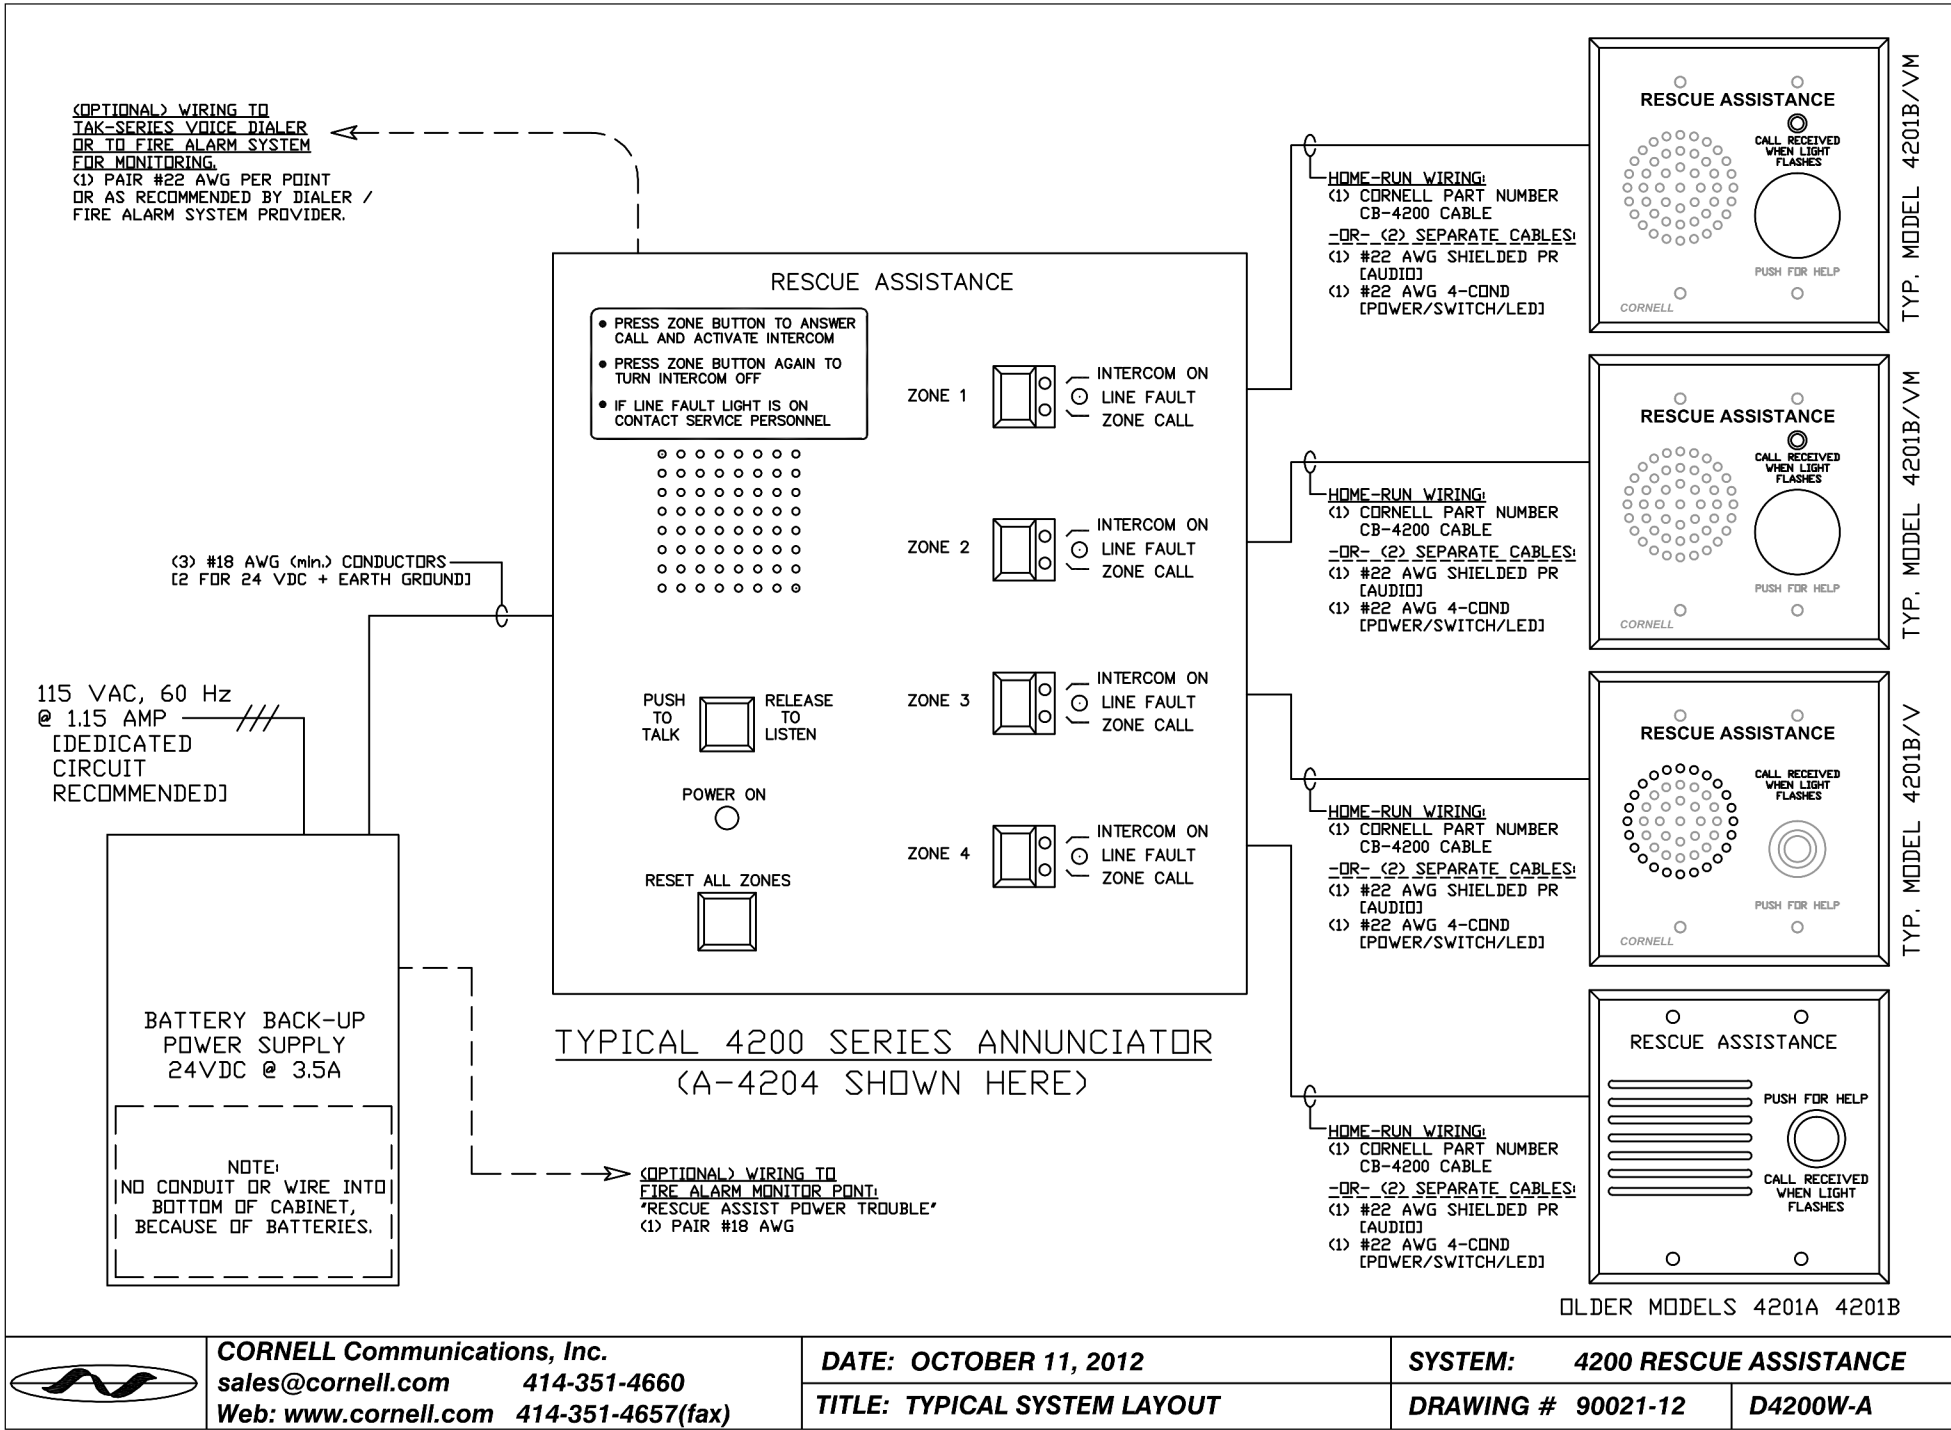 (OPTIONAL) WIRING TO
TAK-SERIES VOICE DIALER
OR TO FIRE ALARM SYSTEM
FOR MONITORING.
(1) PAIR #22 AWG PER POINT
OR AS RECOMMENDED BY DIALER /
FIRE ALARM SYSTEM PROVIDER.
(3) #18 AWG (min.) CONDUCTORS
[2 FOR 24 VDC + EARTH GROUND]
115 VAC, 60 Hz
@ 1.15 AMP
[DEDICATED
CIRCUIT
RECOMMENDED]
BATTERY BACK-UP
POWER SUPPLY
24VDC @ 3.5A
NOTE:
NO CONDUIT OR WIRE INTO
BOTTOM OF CABINET,
BECAUSE OF BATTERIES.
(OPTIONAL) WIRING TO
FIRE ALARM MONITOR PONT:
"RESCUE ASSIST POWER TROUBLE"
(1) PAIR #18 AWG
RESCUE ASSISTANCE
• PRESS ZONE BUTTON TO ANSWER
CALL AND ACTIVATE INTERCOM
• PRESS ZONE BUTTON AGAIN TO
TURN INTERCOM OFF
• IF LINE FAULT LIGHT IS ON
CONTACT SERVICE PERSONNEL
PUSH
TO
TALK
RELEASE
TO
LISTEN
POWER ON
RESET ALL ZONES
ZONE 1
INTERCOM ON
LINE FAULT
ZONE CALL
ZONE 2
INTERCOM ON
LINE FAULT
ZONE CALL
ZONE 3
INTERCOM ON
LINE FAULT
ZONE CALL
ZONE 4
INTERCOM ON
LINE FAULT
ZONE CALL
TYPICAL 4200 SERIES ANNUNCIATOR
(A-4204 SHOWN HERE)
HOME-RUN WIRING:
(1) CORNELL PART NUMBER
CB-4200 CABLE
-OR- (2) SEPARATE CABLES:
(1) #22 AWG SHIELDED PR
[AUDIO]
(1) #22 AWG 4-COND
[POWER/SWITCH/LED]
RESCUE ASSISTANCE
CALL RECEIVED
WHEN LIGHT
FLASHES
PUSH FOR HELP
CORNELL
TYP. MODEL 4201B/VM
HOME-RUN WIRING:
(1) CORNELL PART NUMBER
CB-4200 CABLE
-OR- (2) SEPARATE CABLES:
(1) #22 AWG SHIELDED PR
[AUDIO]
(1) #22 AWG 4-COND
[POWER/SWITCH/LED]
RESCUE ASSISTANCE
CALL RECEIVED
WHEN LIGHT
FLASHES
PUSH FOR HELP
CORNELL
TYP. MODEL 4201B/VM
HOME-RUN WIRING:
(1) CORNELL PART NUMBER
CB-4200 CABLE
-OR- (2) SEPARATE CABLES:
(1) #22 AWG SHIELDED PR
[AUDIO]
(1) #22 AWG 4-COND
[POWER/SWITCH/LED]
RESCUE ASSISTANCE
CALL RECEIVED
WHEN LIGHT
FLASHES
PUSH FOR HELP
CORNELL
TYP. MODEL 4201B/V
HOME-RUN WIRING:
(1) CORNELL PART NUMBER
CB-4200 CABLE
-OR- (2) SEPARATE CABLES:
(1) #22 AWG SHIELDED PR
[AUDIO]
(1) #22 AWG 4-COND
[POWER/SWITCH/LED]
RESCUE ASSISTANCE
PUSH FOR HELP
CALL RECEIVED
WHEN LIGHT
FLASHES
OLDER MODELS 4201A 4201B
CORNELL Communications, Inc.
sales@cornell.com 414-351-4660
Web: www.cornell.com 414-351-4657(fax)
DATE: OCTOBER 11, 2012
TITLE: TYPICAL SYSTEM LAYOUT
SYSTEM: 4200 RESCUE ASSISTANCE
DRAWING # 90021-12
D4200W-A